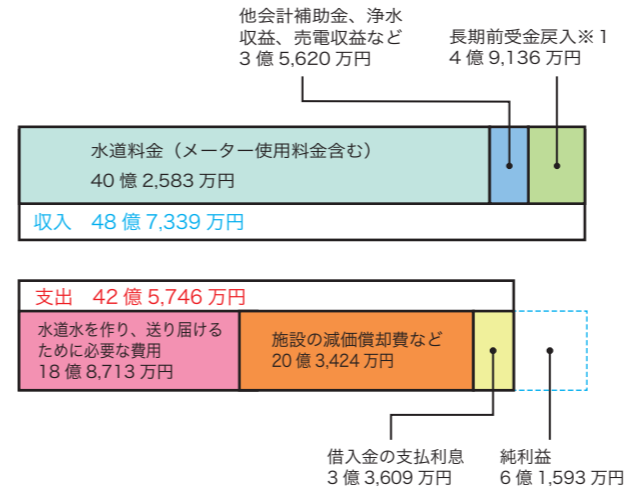 他会計補助金、浄水
収益、売電収益など
3 億 5,620 万円
長期前受金戻入※1
4 億 9,136 万円
水道料金（メーター使用料金含む）
40 億 2,583 万円
収入　48 億 7,339 万円
支出　42 億 5,746 万円
水道水を作り、送り届ける
ために必要な費用
18 億 8,713 万円
施設の減価償却費など
20 億 3,424 万円
借入金の支払利息
3 億 3,609 万円
純利益
6 億 1,593 万円